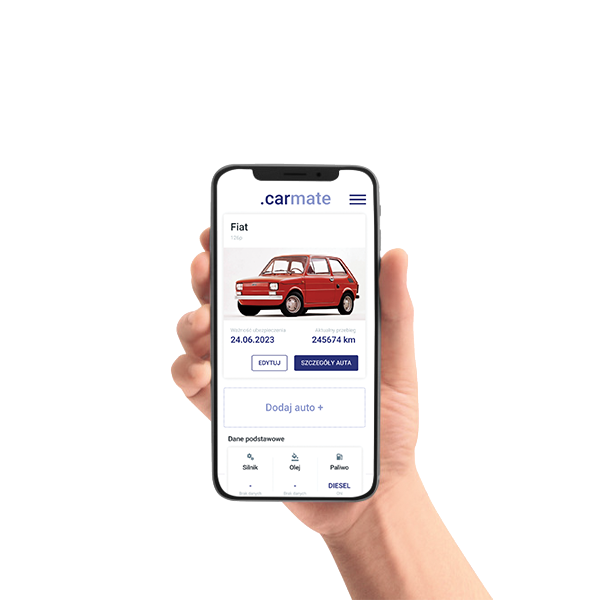 .carmate
Fiat
126p
Ważność ubezpieczenia Aktualny przebieg
24.06.2023 245674 km
EDYTUJ SZCZEGÓŁY AUTA
Dodaj auto +
Dane podstawowe
Silnik Olej Paliwo
- - DIESEL
Brak danych Brak danych ON